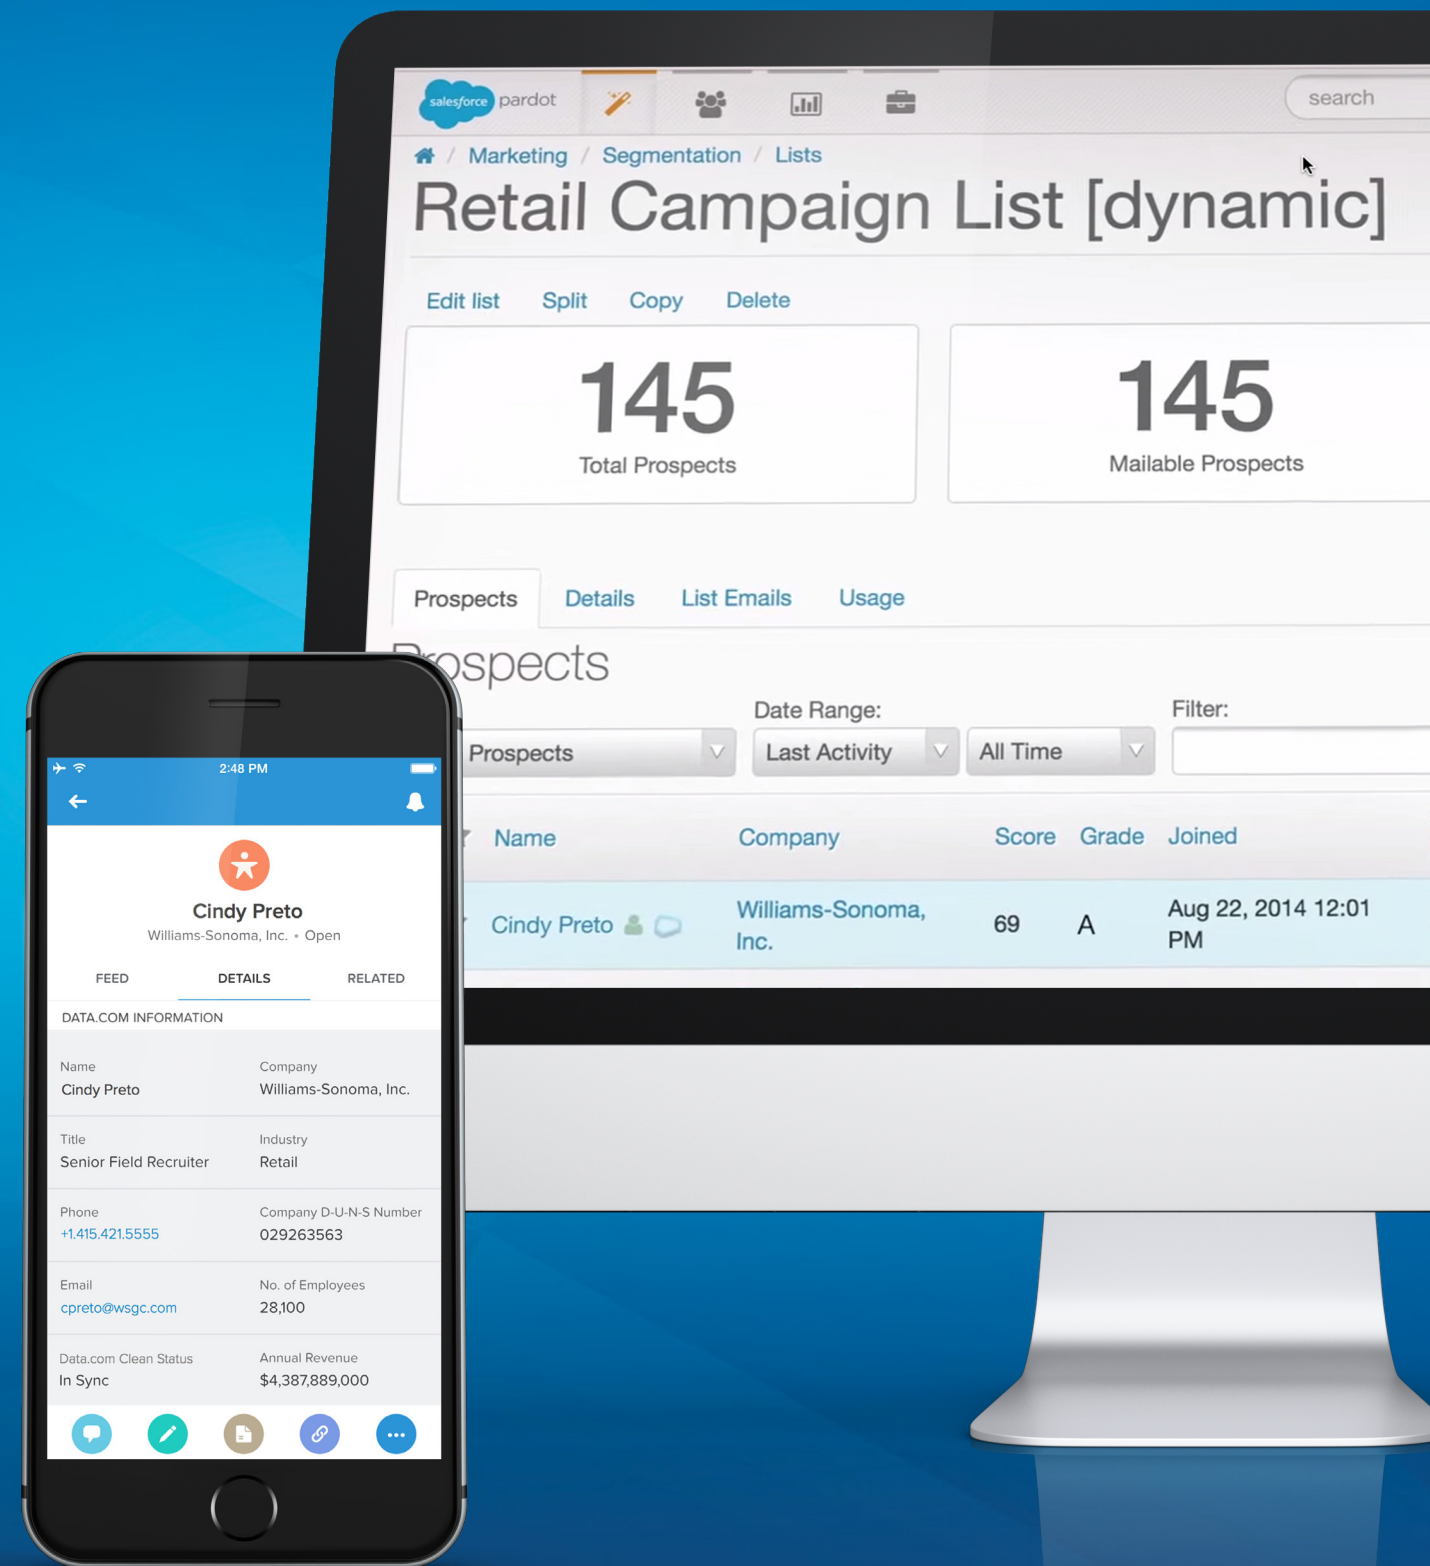 salesforce pardot
search
/ Marketing / Segmentation / Lists
Retail Campaign List [dynamic]
Edit list Split Copy Delete
145
Total Prospects
145
Mailable Prospects
Prospects Details List Emails Usage
Prospects
Date Range:
Filter:
Prospects
Last Activity
All Time
Name Company Score Grade Joined
Cindy Preto
Williams-Sonoma,
Inc.
69
A
Aug 22, 2014 12:01
PM
2:48 PM
Cindy Preto
Williams-Sonoma, Inc. • Open
FEED DETAILS RELATED
DATA.COM INFORMATION
Name Company
Cindy Preto Williams-Sonoma, Inc.
Title Industry
Senior Field Recruiter Retail
Phone Company D-U-N-S Number
+1.415.421.5555 029263563
Email No. of Employees
cpreto@wsgc.com 28,100
Data.com Clean Status Annual Revenue
In Sync $4,387,889,000